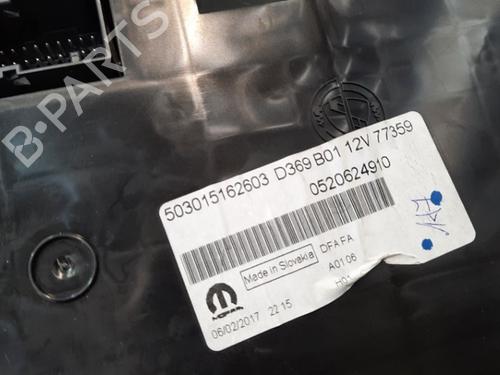 B-PARTS
503015162603 D369 B01 12V 77359
0520624910
Made in Slovakia
DFA FA
A01 06
H01
MOPAR
06/02/2017 22 15